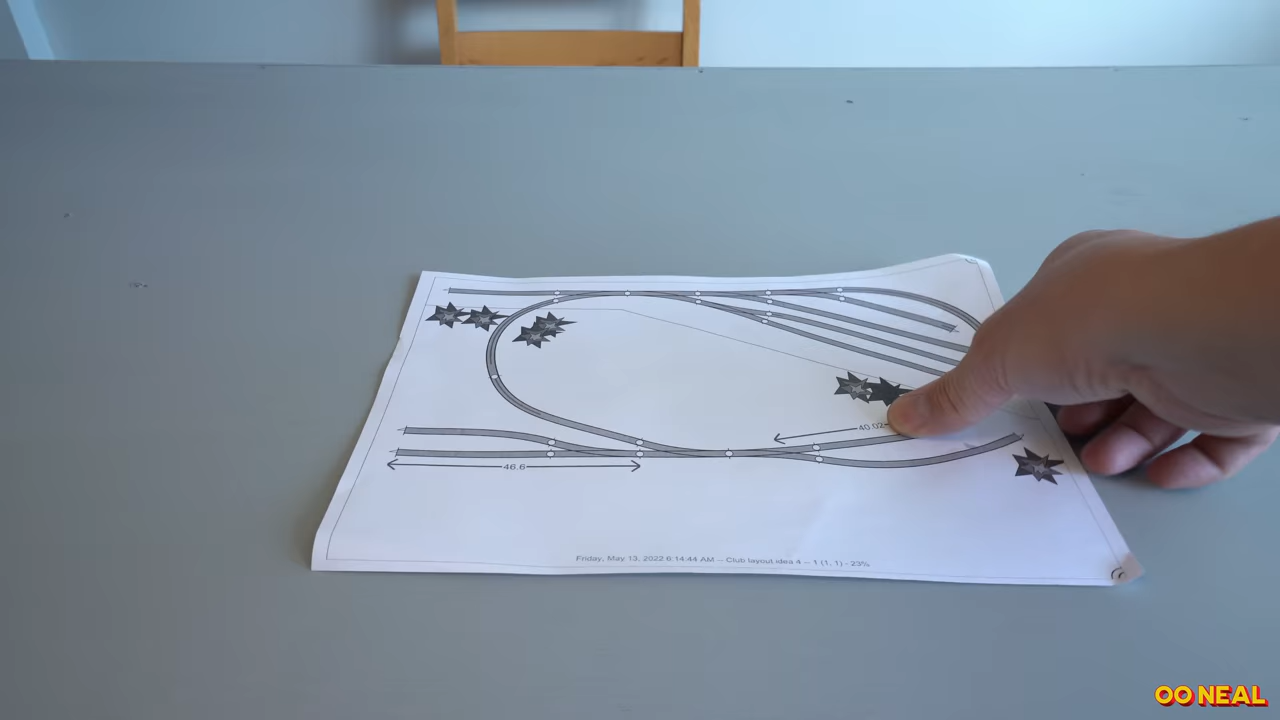 40.02
46.6
Friday, May 13, 2022 6:14:44 AM -- Club layout idea 4 -- 1 (1, 1) - 23%
OO NEAL